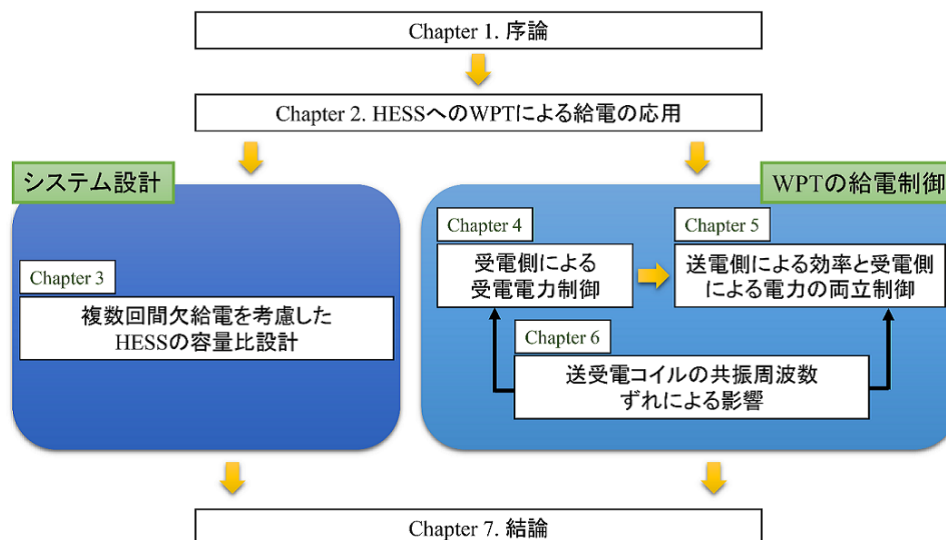 Chapter 1. 序論
Chapter 2. HESSへのWPTによる給電の応用
システム設計
Chapter 3
複数回間欠給電を考慮した
HESSの容量比設計
WPTの給電制御
Chapter 4
受電側による
受電電力制御
Chapter 5
送電側による効率と受電側
による電力の両立制御
Chapter 6
送受電コイルの共振周波数
ずれによる影響
Chapter 7. 結論